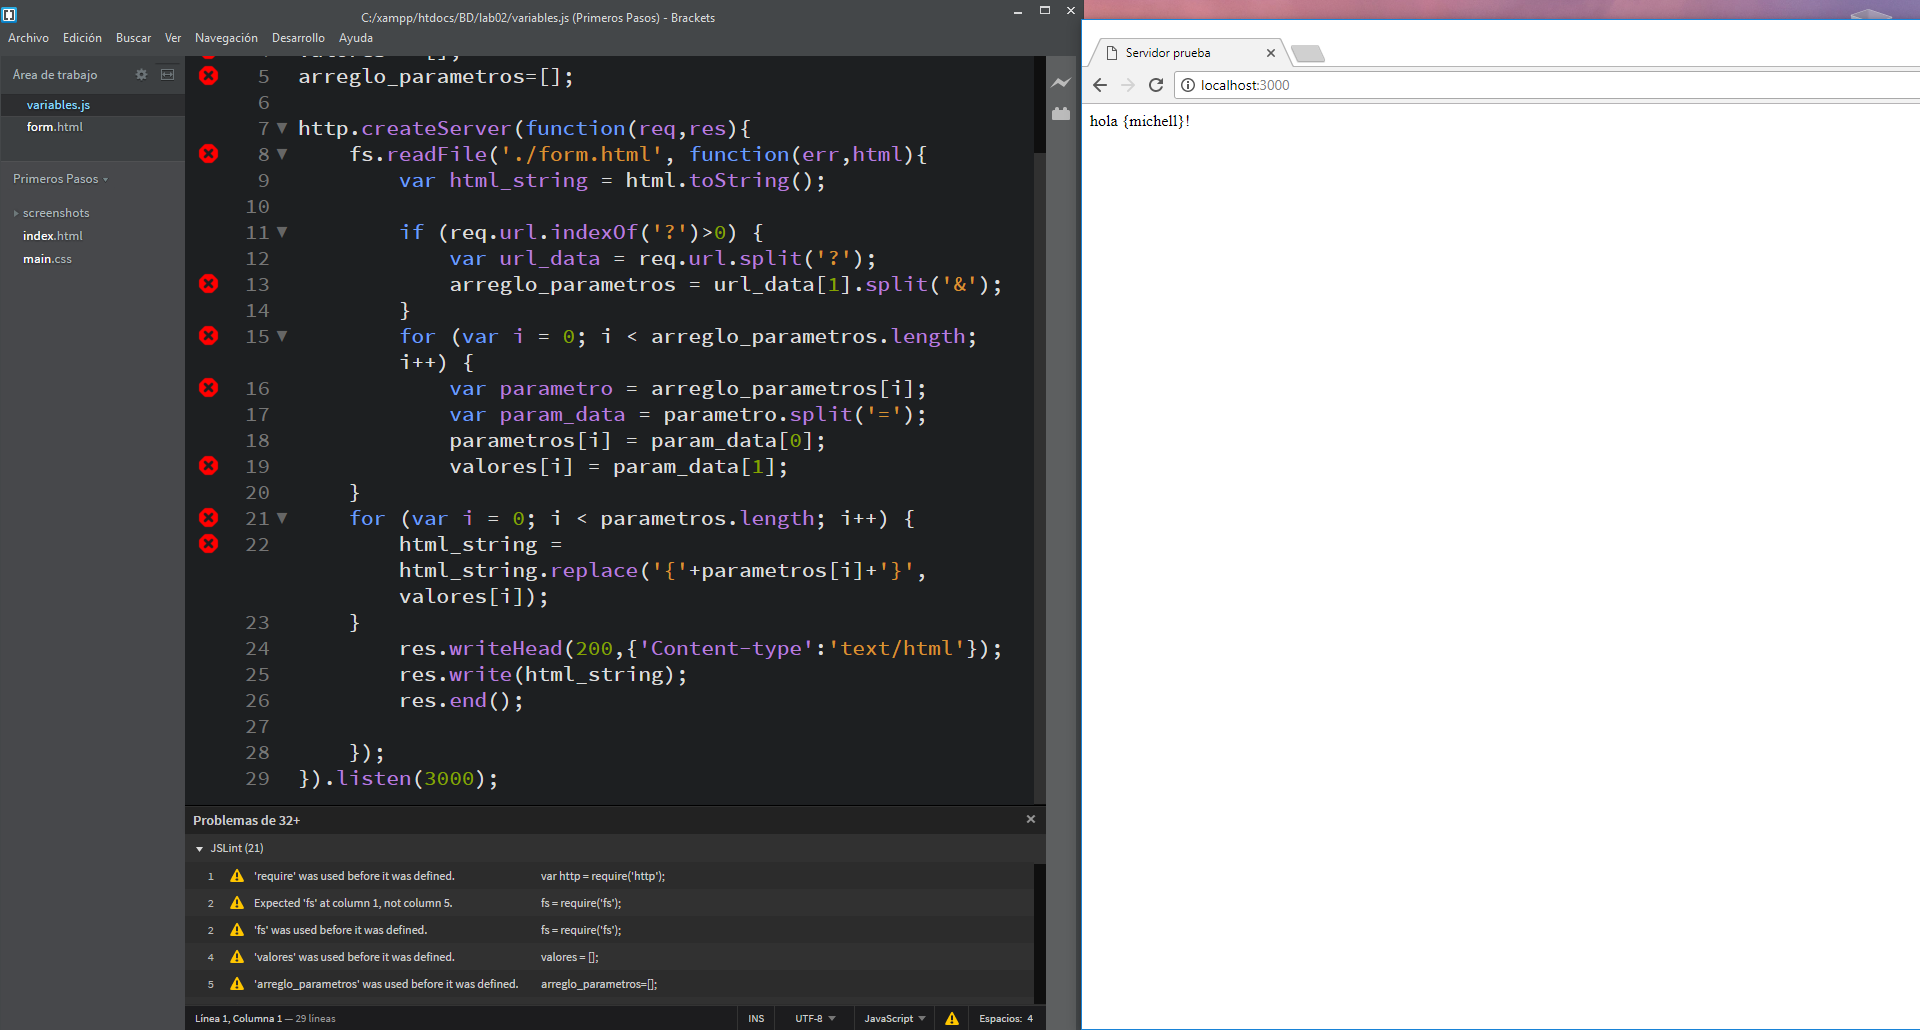 C:/xampp/htdocs/BD/lab02/variables.js (Primeros Pasos) - Brackets
Archivo Edición Buscar Ver Navegación Desarrollo Ayuda
Área de trabajo
variables.js
form.html
Primeros Pasos
screenshots
index.html
main.css
5 arreglo_parametros=[];
6
7 http.createServer(function(req,res){
8 fs.readFile('./form.html', function(err,html){
9 var html_string = html.toString();
10
11 if (req.url.indexOf('?')>0) {
12 var url_data = req.url.split('?');
13 arreglo_parametros = url_data[1].split('&');
14 }
15 for (var i = 0; i < arreglo_parametros.length;
i++) {
16 var parametro = arreglo_parametros[i];
17 var param_data = parametro.split('=');
18 parametros[i] = param_data[0];
19 valores[i] = param_data[1];
20 }
21 for (var i = 0; i < parametros.length; i++) {
22 html_string =
html_string.replace('{'+parametros[i]+'}',
valores[i]);
23 }
24 res.writeHead(200,{'Content-type':'text/html'});
25 res.write(html_string);
26 res.end();
27
28 });
29 }).listen(3000);
Problemas de 32+
JSLint (21)
1 'require' was used before it was defined. var http = require('http');
2 Expected 'fs' at column 1, not column 5. fs = require('fs');
2 'fs' was used before it was defined. fs = require('fs');
4 'valores' was used before it was defined. valores = [];
5 'arreglo_parametros' was used before it was defined. arreglo_parametros=[];
Línea 1, Columna 1 — 29 líneas INS UTF-8 JavaScript Espacios: 4
Servidor prueba
localhost:3000
hola {michell}!